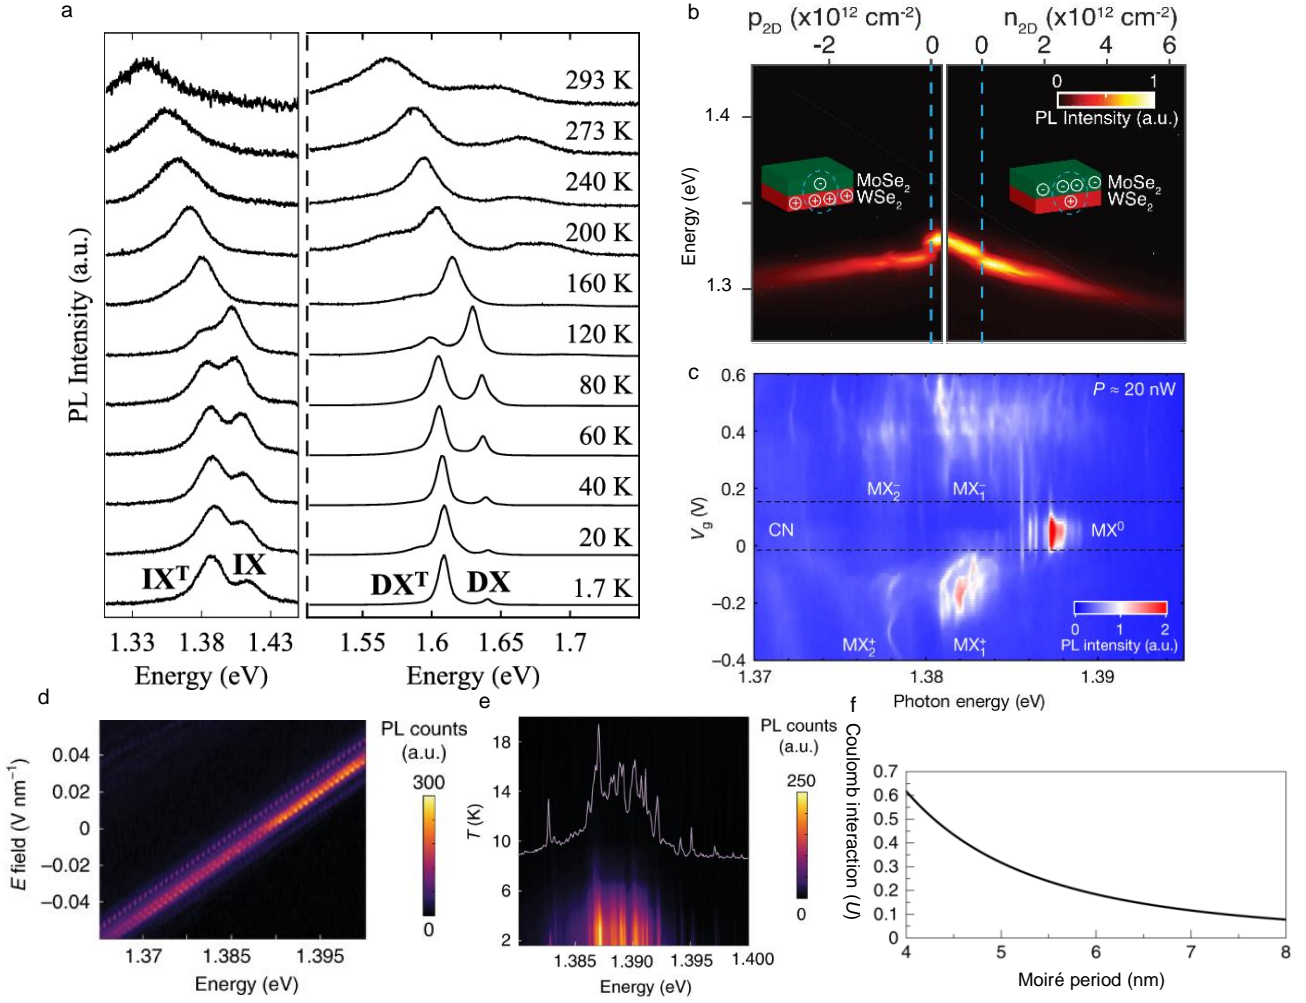 a
PL Intensity (a.u.)
293 K
273 K
240 K
200 K
160 K
120 K
80 K
60 K
40 K
20 K
1.7 K
IXᵀ IX
DXᵀ DX
1.33 1.38 1.43
1.55 1.6 1.65 1.7
Energy (eV) Energy (eV)
b
p₂D (x10¹² cm-2) n₂D (x10¹² cm-2)
-2 0 0 2 4 6
0 1
PL Intensity (a.u.)
1.4
1.3
Energy (eV)
MoSe₂
WSe₂
MoSe₂
WSe₂
c
P ≈ 20 nW
0.6
0.4
0.2
0
−0.2
−0.4
Vg (V)
MX₂⁻ MX₁⁻
CN
MX⁰
MX₂⁺ MX₁⁺
0 1 2
PL intensity (a.u.)
1.37 1.38 1.39
Photon energy (eV)
d
PL counts
(a.u.)
300
0
0.04
0.02
0
−0.02
−0.04
E field (V nm⁻¹)
1.37 1.385 1.395
Energy (eV)
e
PL counts
(a.u.)
250
0
18
14
10
6
2
T (K)
1.385 1.390 1.395 1.400
Energy (eV)
f
Coulomb interaction (U)
0.7
0.6
0.5
0.4
0.3
0.2
0.1
0
4 5 6 7 8
Moiré period (nm)